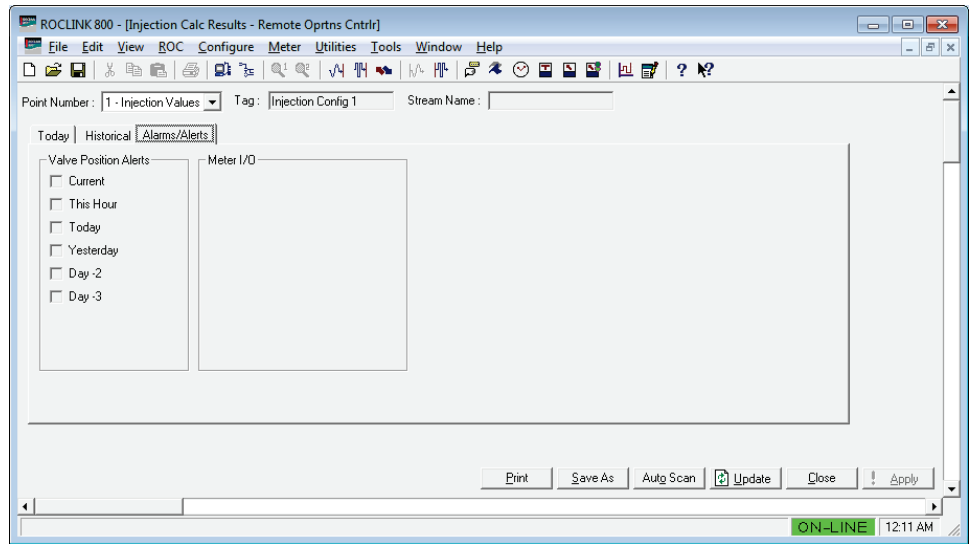 ROCLINK 800 - [Injection Calc Results - Remote Oprtns Cntrlr]
File Edit View ROC Configure Meter Utilities Tools Window Help
Point Number : 1 - Injection Values Tag : Injection Config 1 Stream Name :
Today Historical Alarms/Alerts
Valve Position Alerts Meter I/O
Current
This Hour
Today
Yesterday
Day -2
Day -3
Print Save As Auto Scan Update Close ! Apply
ON-LINE 12:11 AM